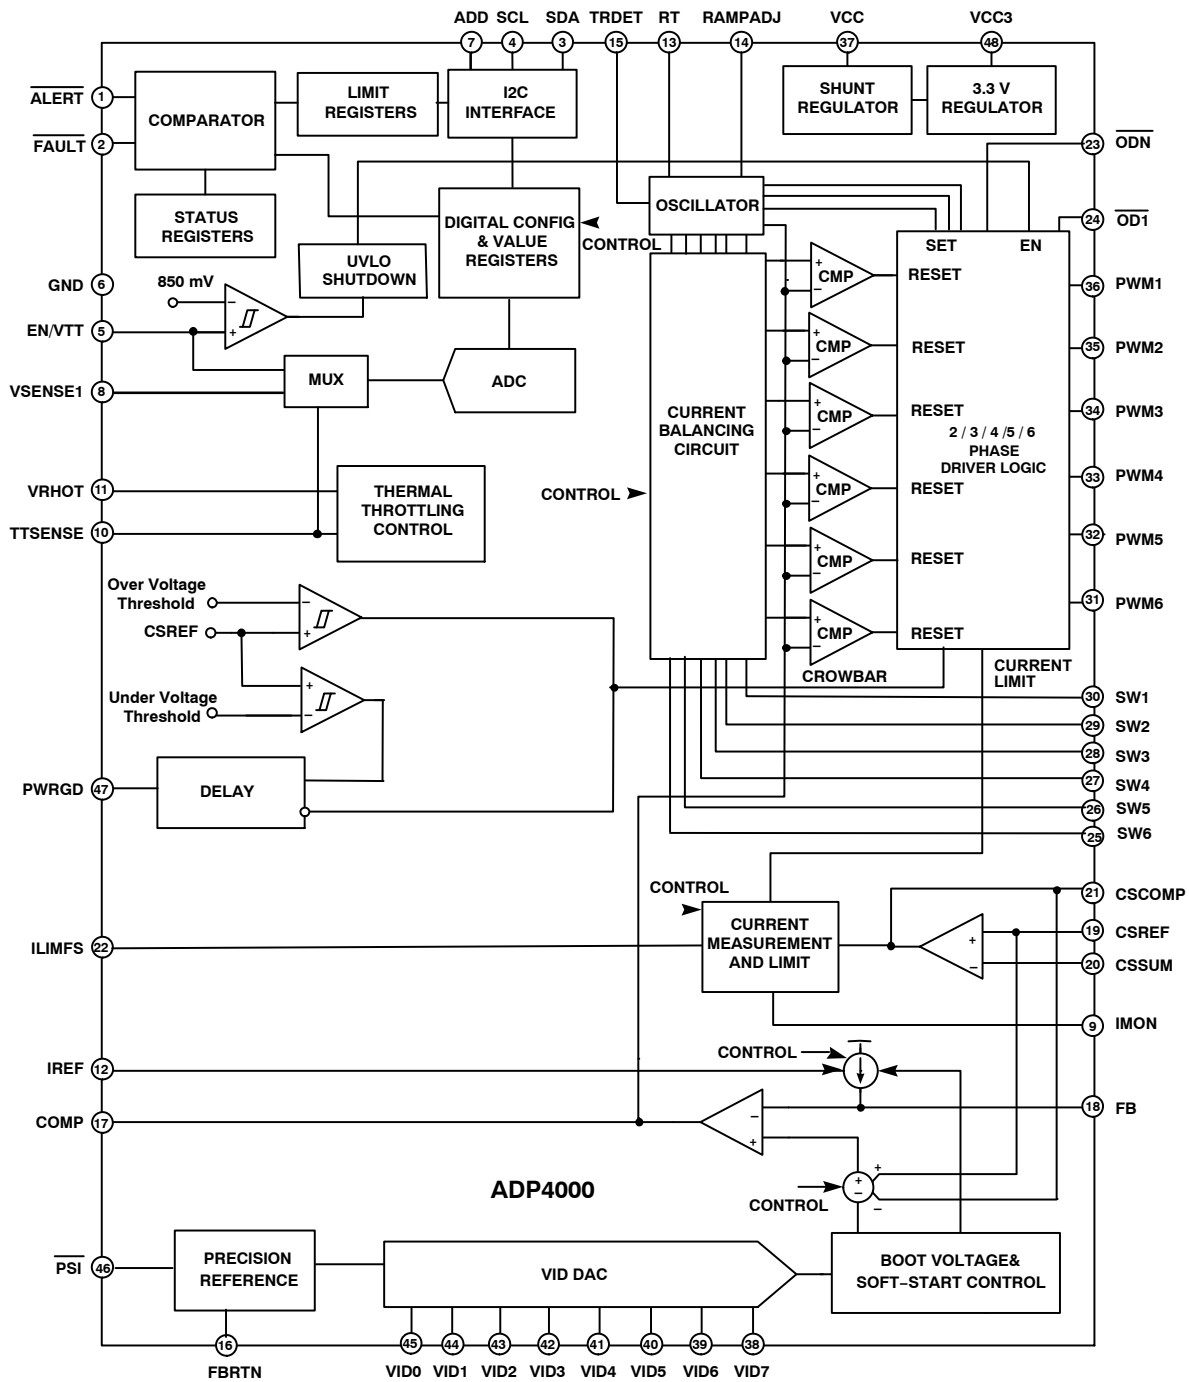 ADD SCL SDA TRDET RT RAMPADJ VCC VCC3
7 4 3 15 13 14 37 48
ALERT 1
FAULT 2
COMPARATOR
LIMIT
REGISTERS
I2C
INTERFACE
SHUNT
REGULATOR
3.3 V
REGULATOR
23 ODN
24 OD1
STATUS
REGISTERS
DIGITAL CONFIG
& VALUE
REGISTERS
CONTROL
OSCILLATOR
SET EN
UVLO
SHUTDOWN
GND 6
850 mV
EN/VTT 5
− +
VSENSE1 8
MUX
ADC
CURRENT
BALANCING
CIRCUIT
CONTROL
+ − CMP RESET
+ − CMP RESET
+ − CMP RESET
+ − CMP RESET
+ − CMP RESET
+ − CMP RESET
2 / 3 / 4 /5 / 6
PHASE
DRIVER LOGIC
36 PWM1
35 PWM2
34 PWM3
33 PWM4
32 PWM5
31 PWM6
VRHOT 11
TTSENSE 10
THERMAL
THROTTLING
CONTROL
Over Voltage
Threshold
−
CSREF
+
Under Voltage
Threshold
+
−
CROWBAR
CURRENT
LIMIT
30 SW1
29 SW2
28 SW3
27 SW4
26 SW5
25 SW6
PWRGD 47
DELAY
CONTROL
ILIMFS 22
CURRENT
MEASUREMENT
AND LIMIT
21 CSCOMP
+ 19 CSREF
− 20 CSSUM
9 IMON
CONTROL
IREF 12
COMP 17
−
+
18 FB
ADP4000
CONTROL
+
−
+
−
PSI 46
PRECISION
REFERENCE
VID DAC
BOOT VOLTAGE&
SOFT−START CONTROL
16 45 44 43 42 41 40 39 38
FBRTN VID0 VID1 VID2 VID3 VID4 VID5 VID6 VID7